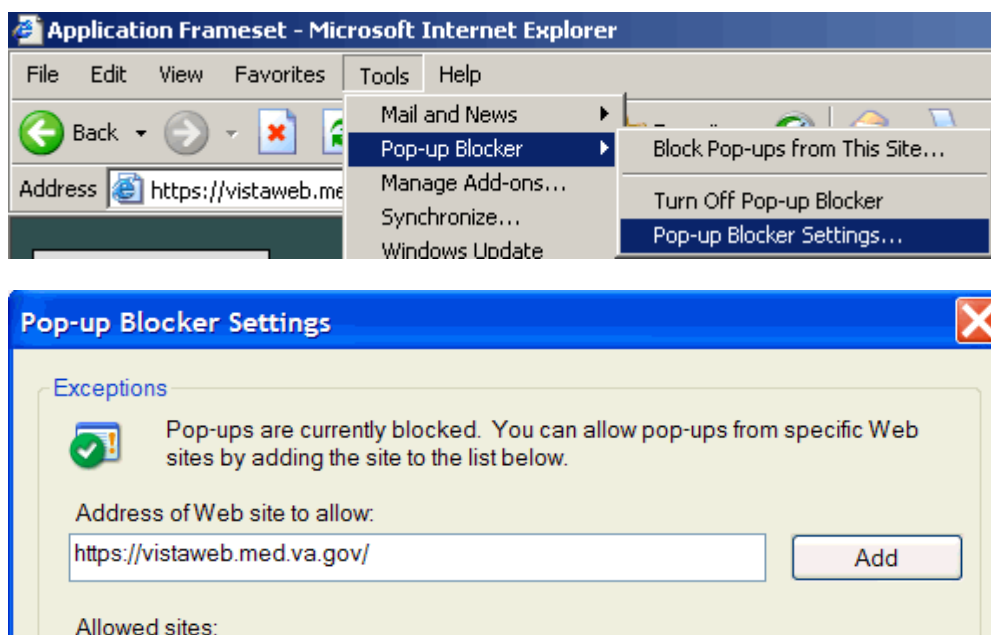 Application Frameset - Microsoft Internet Explorer
File Edit View Favorites Tools Help
Back
Mail and News
Pop-up Blocker
Block Pop-ups from This Site...
Address https://vistaweb.me
Manage Add-ons...
Turn Off Pop-up Blocker
Synchronize...
Pop-up Blocker Settings...
Windows Update
Pop-up Blocker Settings
Exceptions
Pop-ups are currently blocked. You can allow pop-ups from specific Web
sites by adding the site to the list below.
Address of Web site to allow:
https://vistaweb.med.va.gov/ Add
Allowed sites: